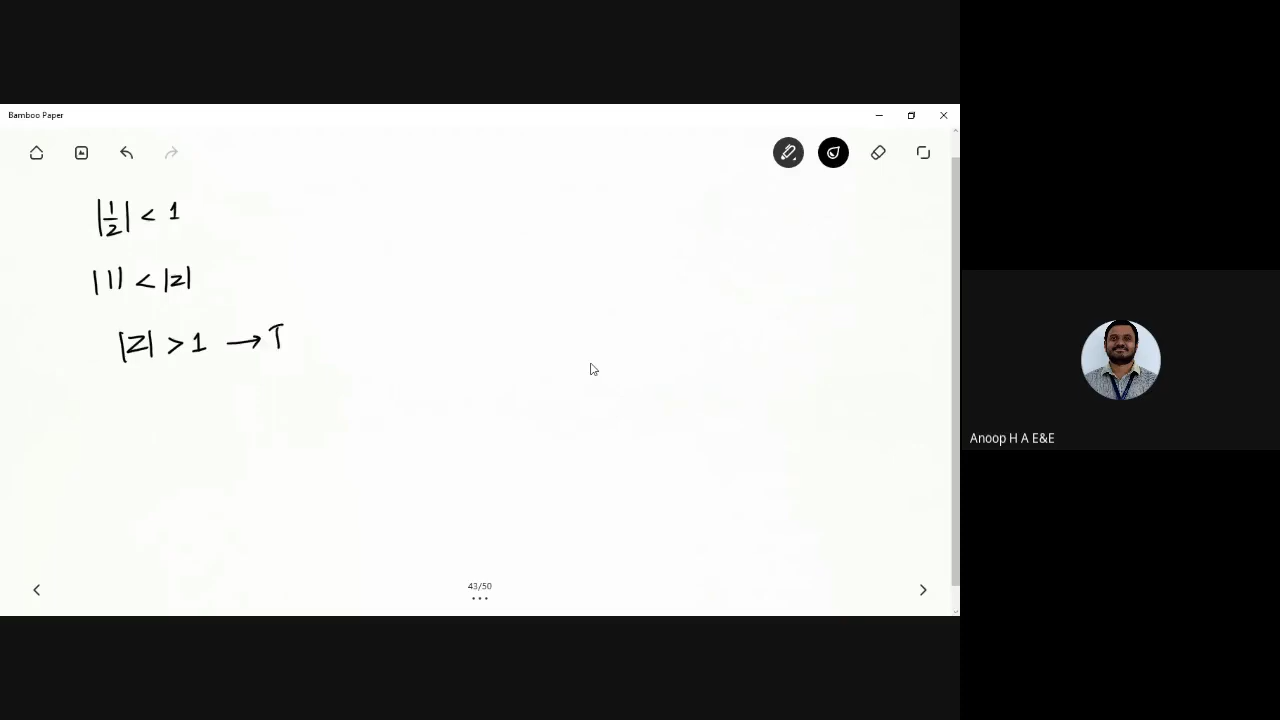 Bamboo Paper
|1/2| < 1
|1| < |z|
|z| > 1 → T
43/50
Anoop H A E&E